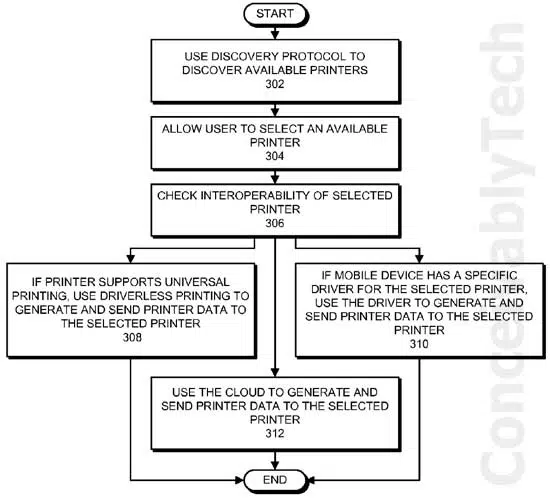 START
USE DISCOVERY PROTOCOL TO
DISCOVER AVAILABLE PRINTERS
302
ALLOW USER TO SELECT AN AVAILABLE
PRINTER
304
CHECK INTEROPERABILITY OF SELECTED
PRINTER
306
IF PRINTER SUPPORTS UNIVERSAL
PRINTING, USE DRIVERLESS PRINTING TO
GENERATE AND SEND PRINTER DATA TO
THE SELECTED PRINTER
308
IF MOBILE DEVICE HAS A SPECIFIC
DRIVER FOR THE SELECTED PRINTER,
USE THE DRIVER TO GENERATE AND
SEND PRINTER DATA TO THE SELECTED
PRINTER
310
USE THE CLOUD TO GENERATE AND
SEND PRINTER DATA TO THE SELECTED
PRINTER
312
END